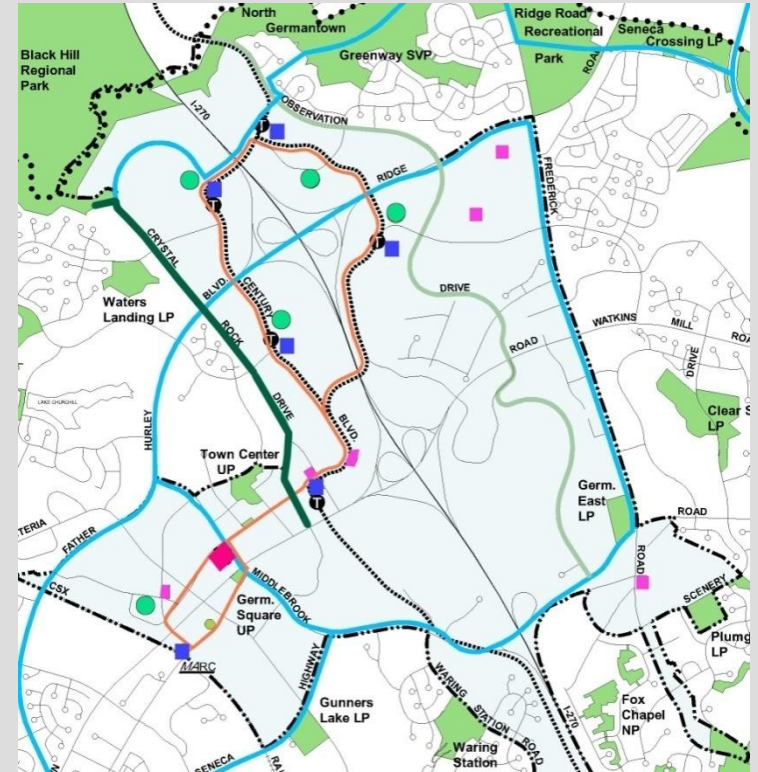 North
Germantown
Ridge Road
Recreational
Park
Seneca
Crossing LP
Black Hill
Regional
Park
Greenway SVP
ROAD
I-270
OBSERVATION
RIDGE
FREDERICK
CRYSTAL
ROCK
DRIVE
Waters
Landing LP
BLVD.
CENTURY
BLVD.
DRIVE
ROAD
WATKINS
MILL
ROA
DRIVE
LAKE CHURCHILL
HURLEY
Clear S
LP
Town Center
UP
Germ.
East
LP
ROAD
TERIA
FATHER
CSX
MIDDLEBROOK
ROAD
SCENERY
Germ.
Square
UP
MARC
HIGHWAY
Plumg
LP
Gunners
Lake LP
WARING
STATION
ROAD
I-270
Fox
Chapel
NP
SENECA
RAI
Waring
Station
T
T
T
T
T